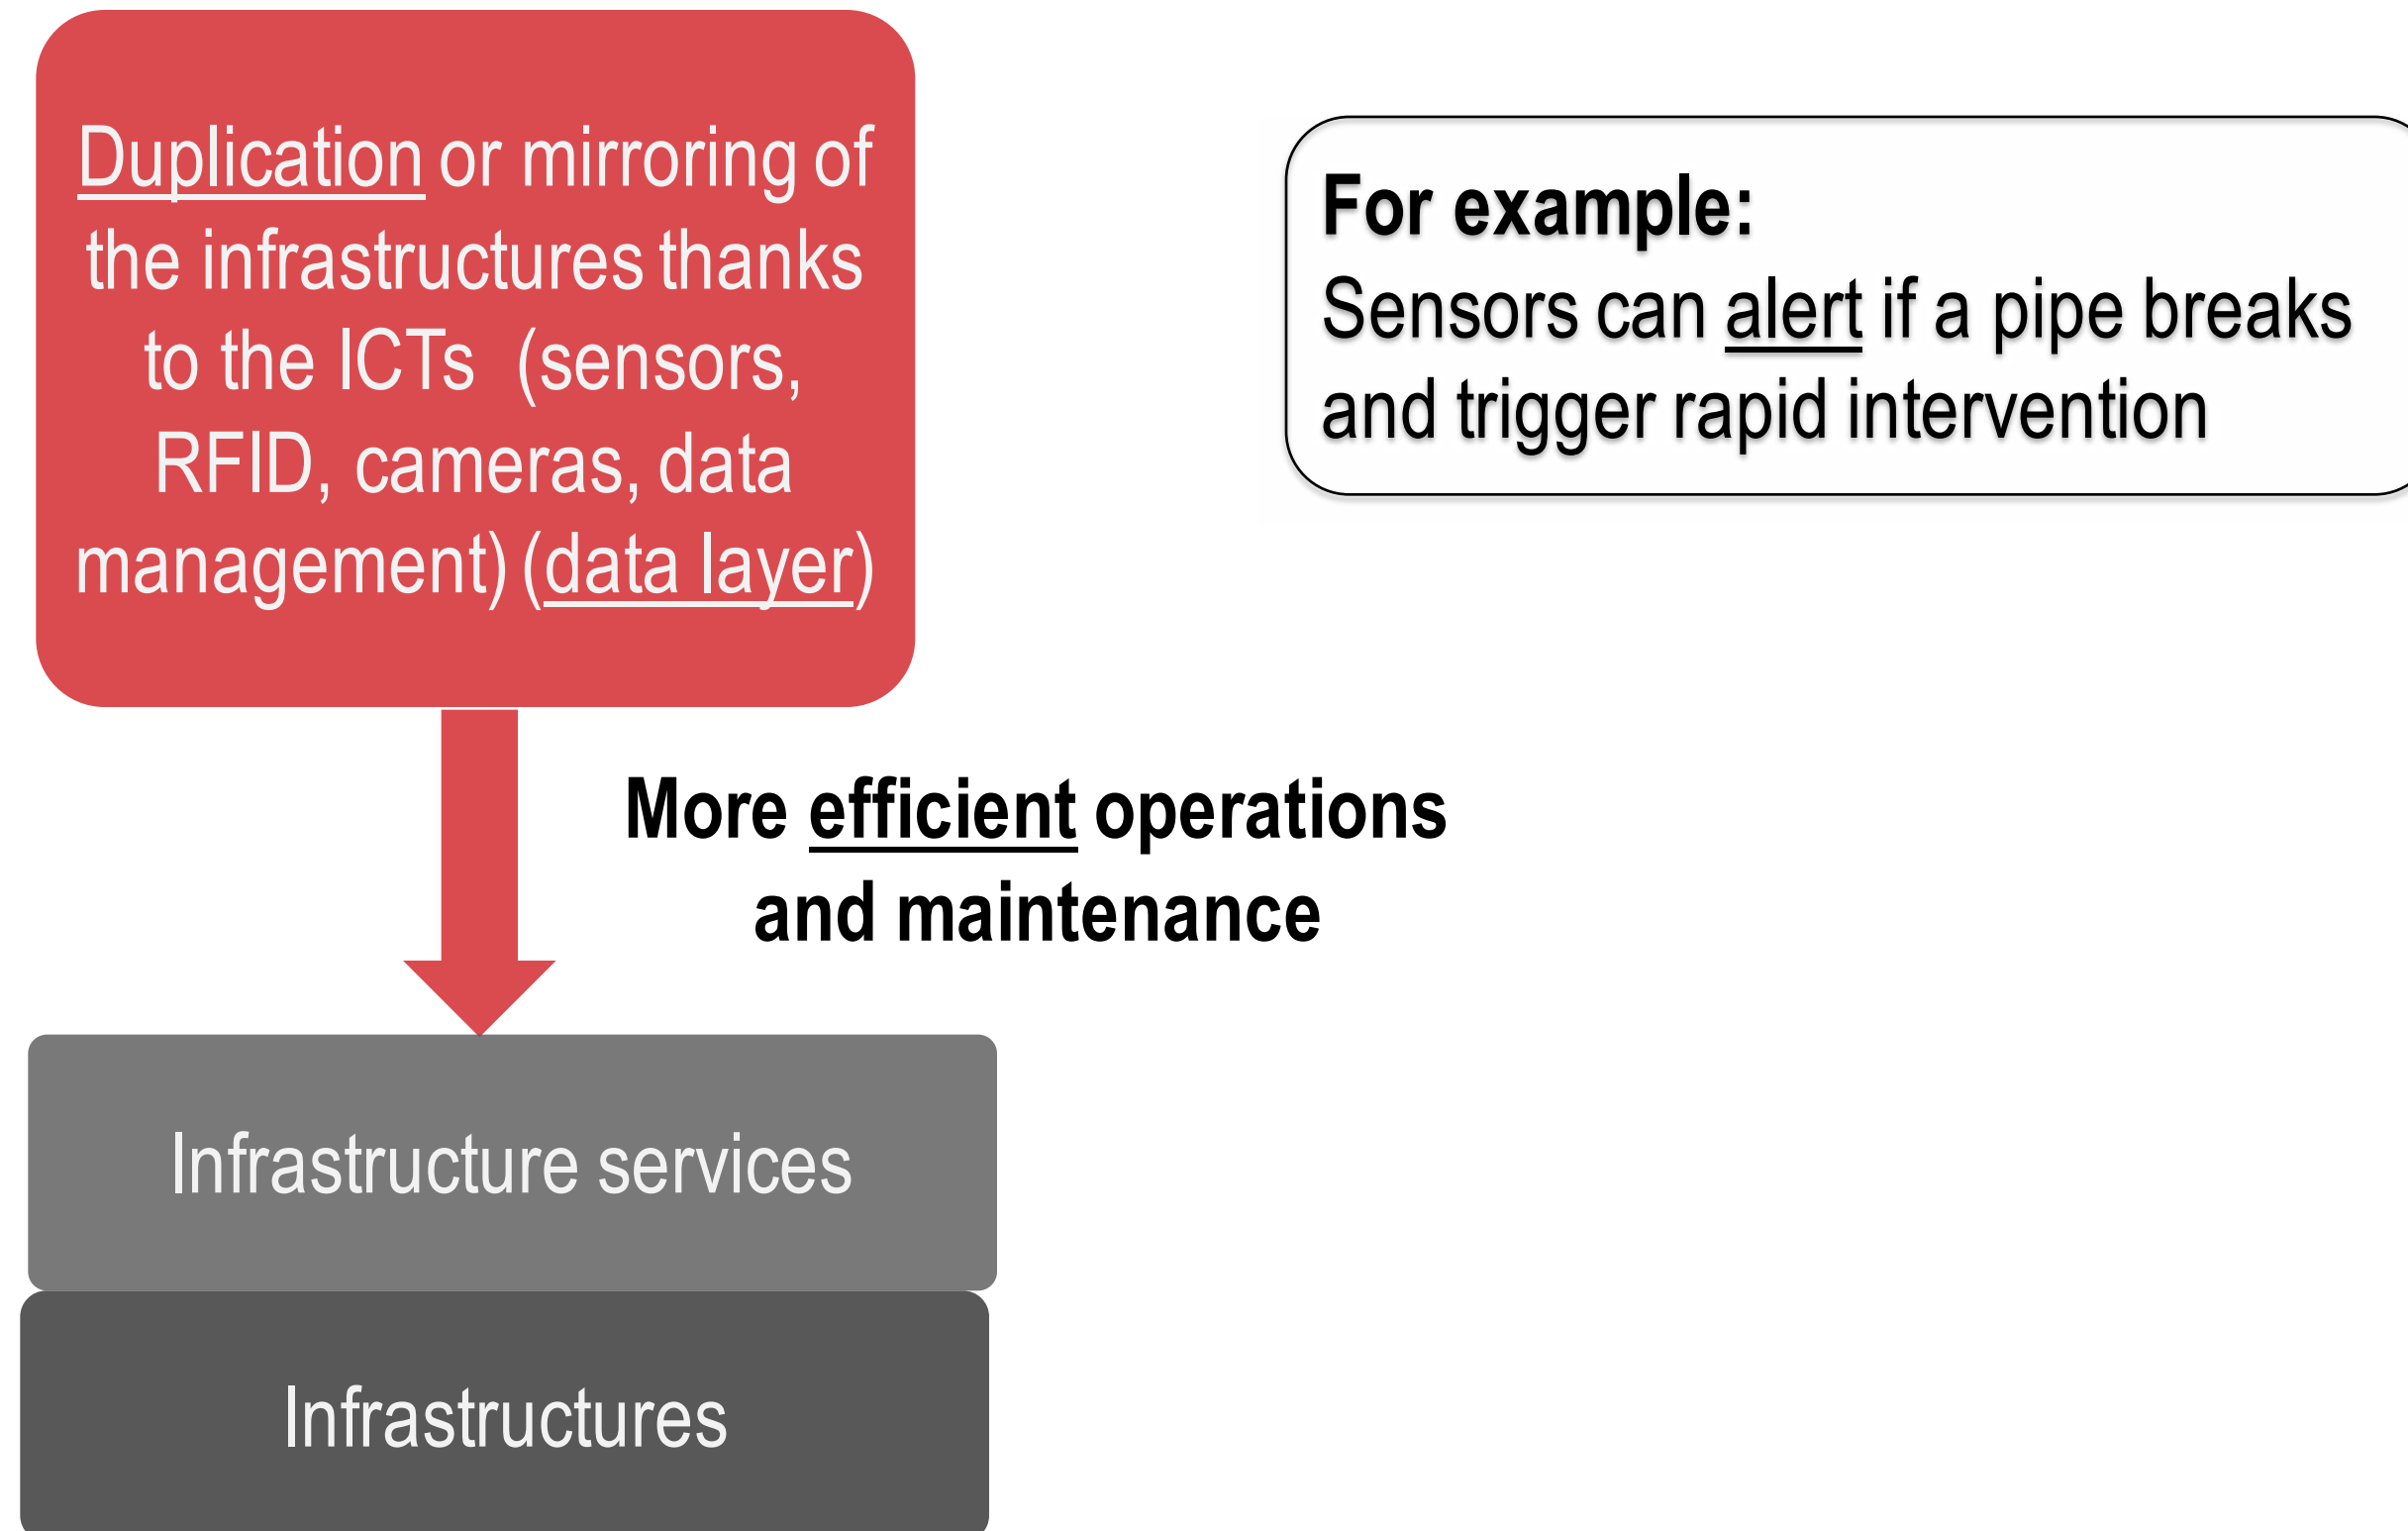 Duplication or mirroring of
the infrastructures thanks
to the ICTs (sensors,
RFID, cameras, data
management) (data layer)
For example:
Sensors can alert if a pipe breaks
and trigger rapid intervention
More efficient operations
and maintenance
Infrastructure services
Infrastructures